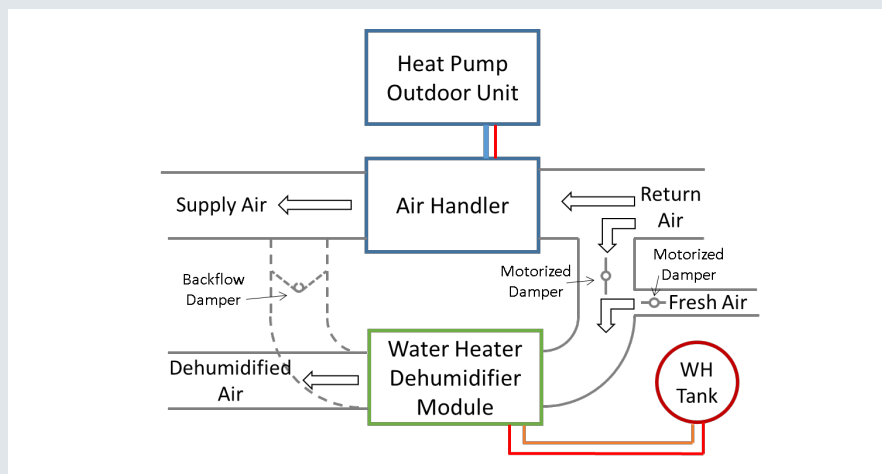 Heat Pump
Outdoor Unit
Supply Air
Air Handler
Return
Air
Backflow
Damper
Motorized
Damper
Motorized
Damper
Fresh Air
Dehumidified
Air
Water Heater
Dehumidifier
Module
WH
Tank